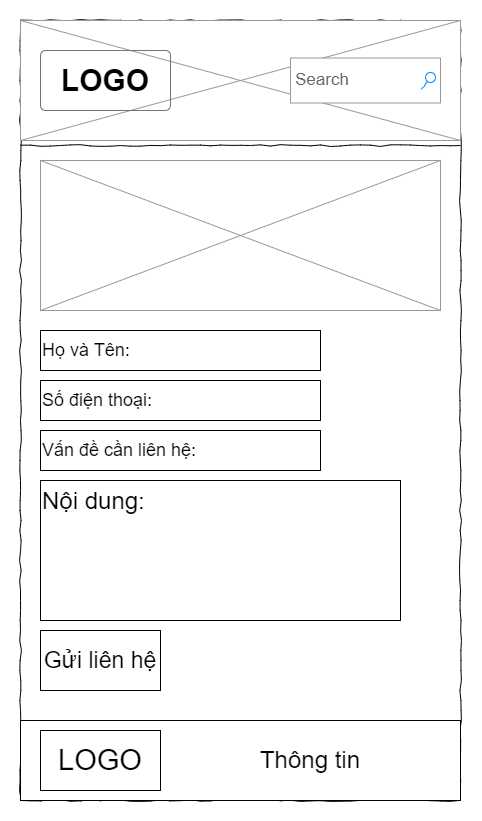 LOGO
Search
Họ và Tên:
Số điện thoại:
Vấn đề cần liên hệ:
Nội dung:
Gửi liên hệ
LOGO
Thông tin